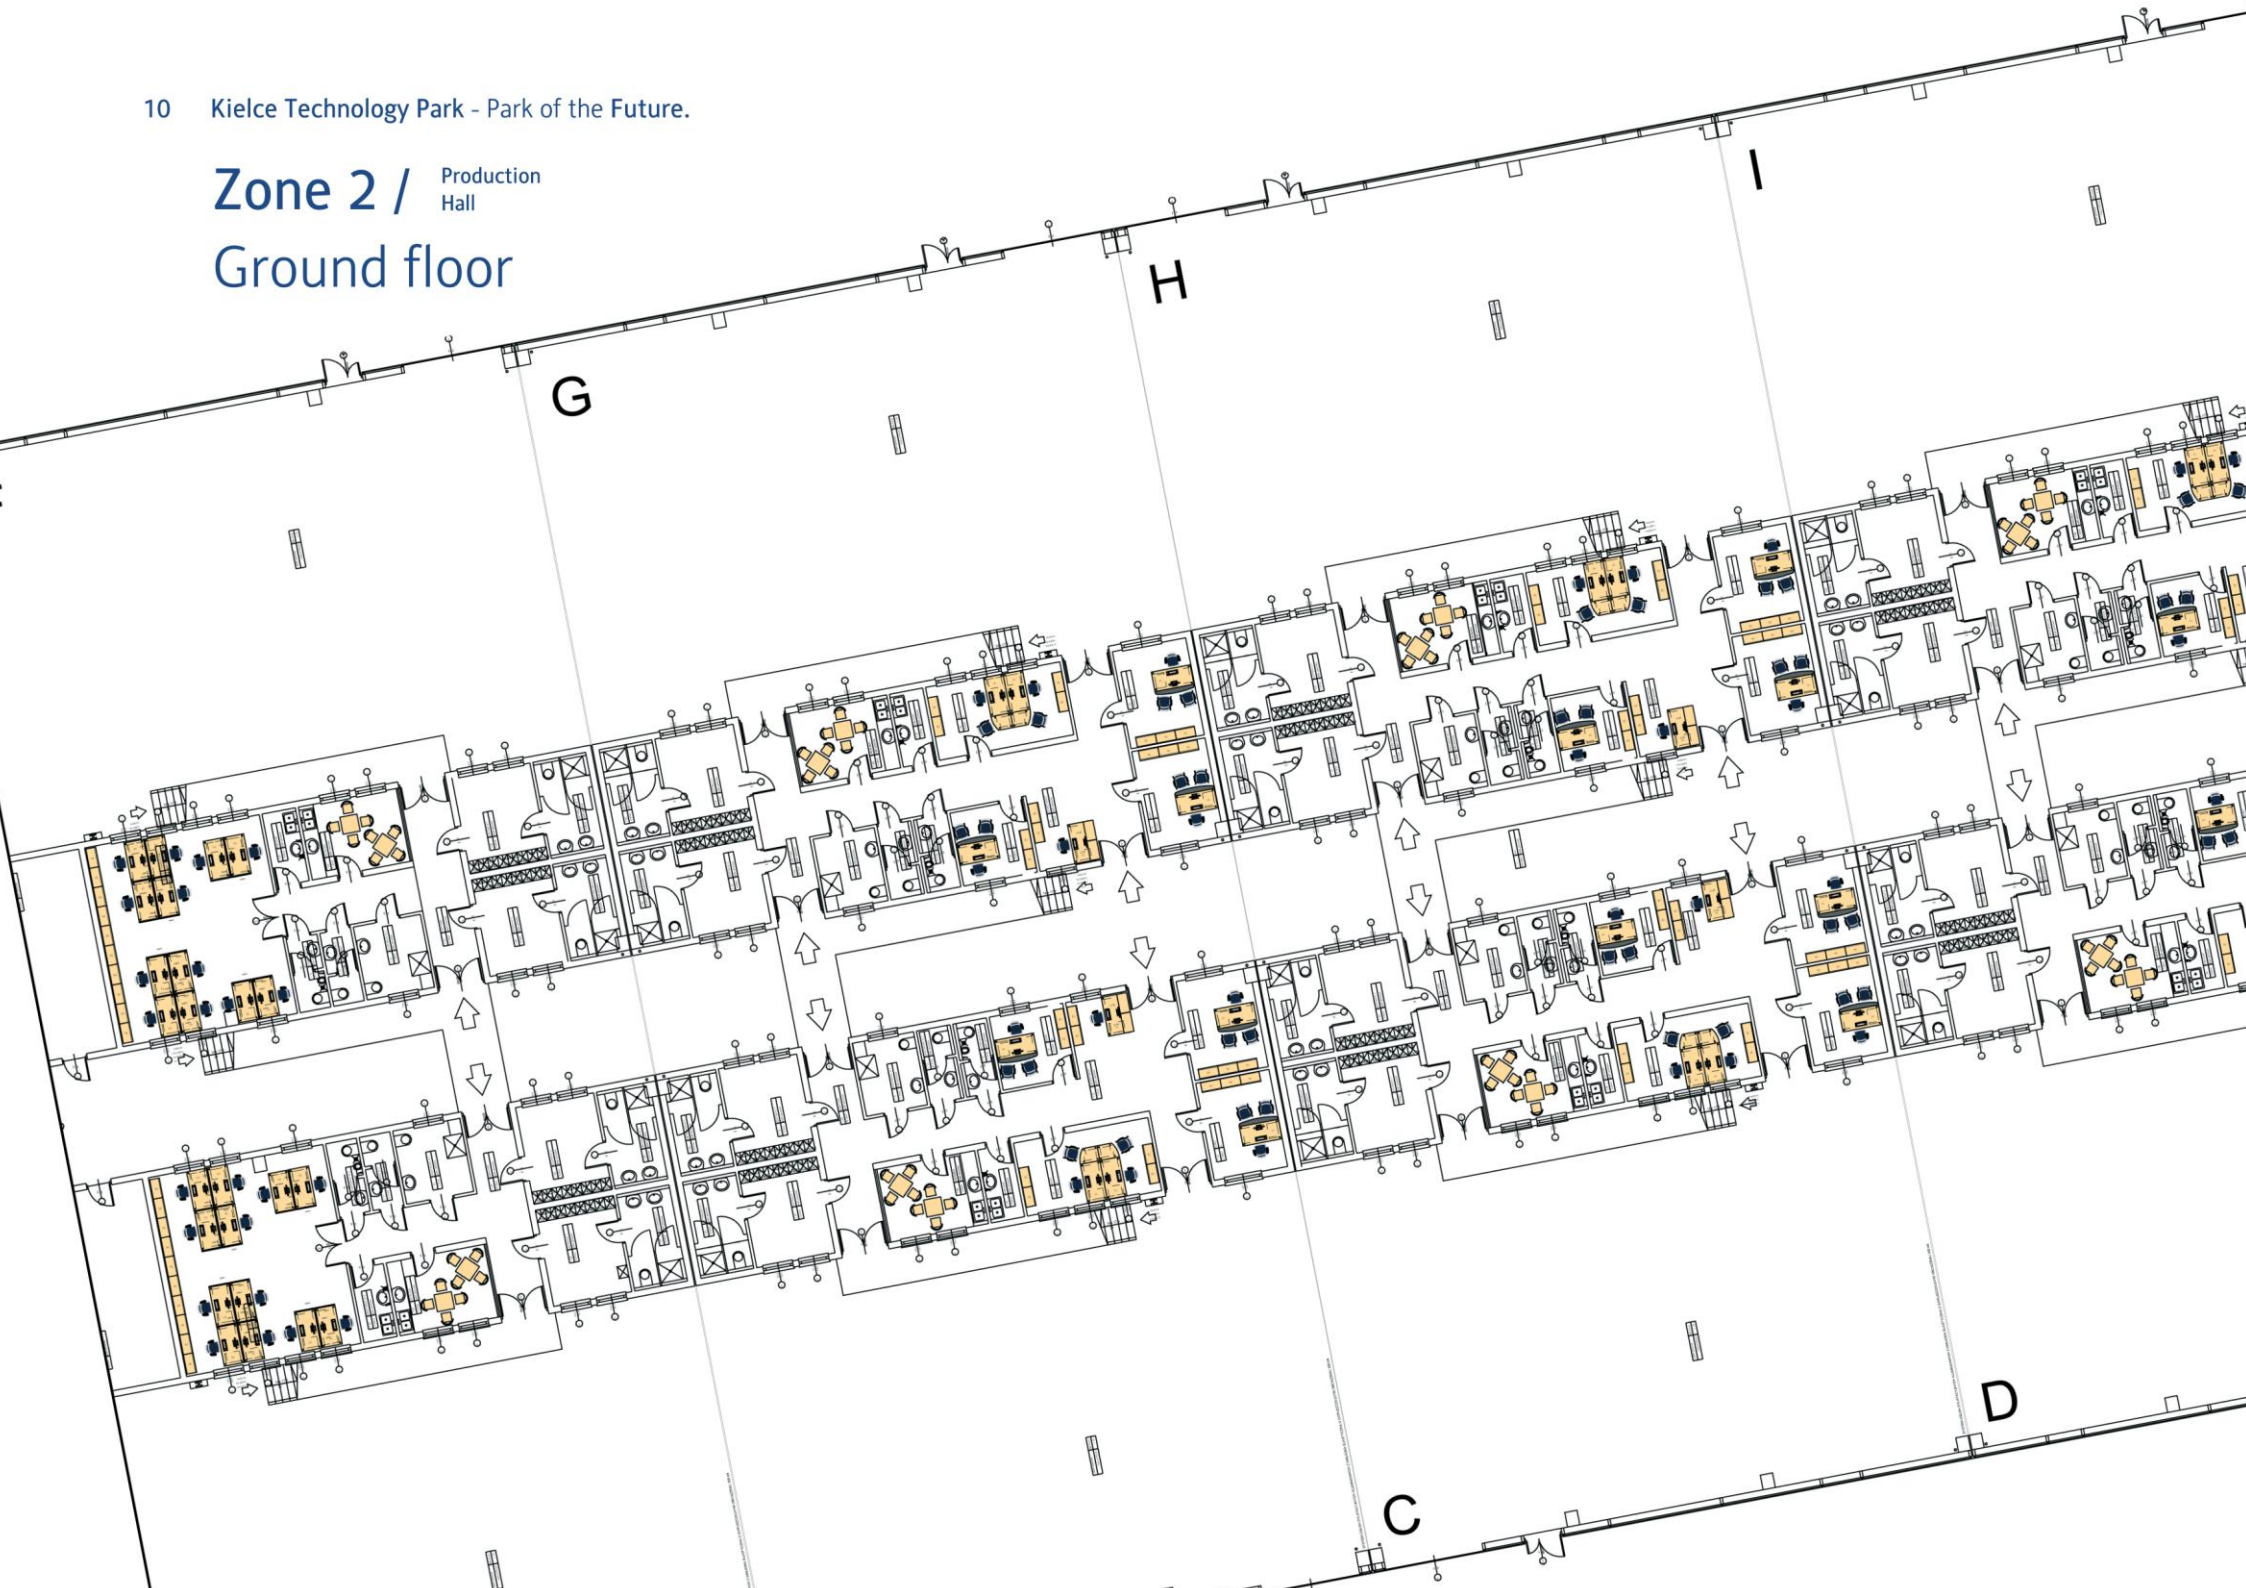 10 Kielce Technology Park - Park of the Future.
Zone 2 / Production
Hall
Ground floor
I
H
G
D
C